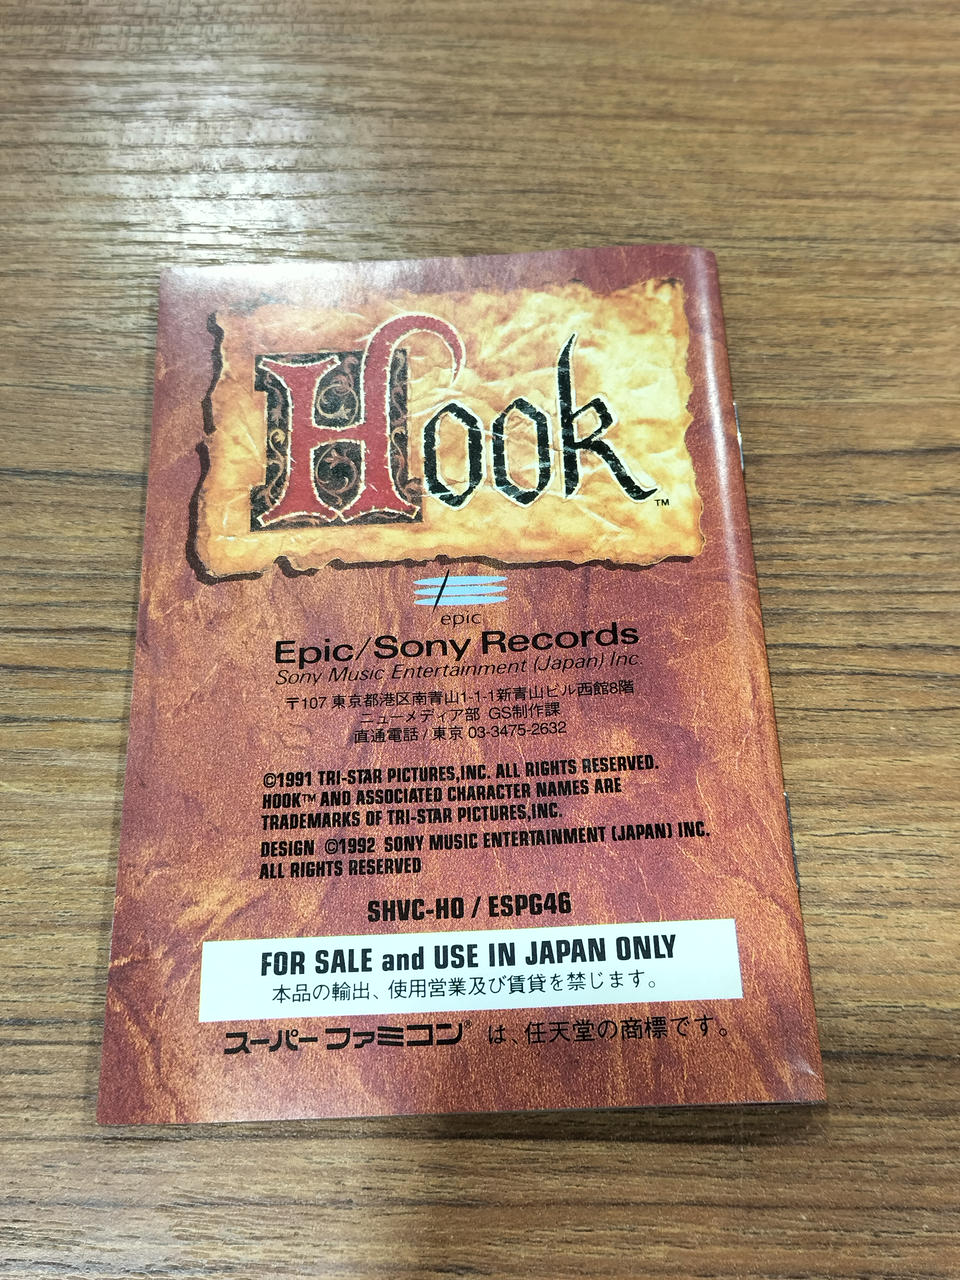 Hook™
epic
Epic/Sony Records
Sony Music Entertainment (Japan) Inc.
〒107 東京都港区南青山1-1-1新青山ビル西館8階
ニューメディア部 GS制作課
直通電話 / 東京 03-3475-2632
©1991 TRI-STAR PICTURES,INC. ALL RIGHTS RESERVED.
HOOK™ AND ASSOCIATED CHARACTER NAMES ARE
TRADEMARKS OF TRI-STAR PICTURES,INC.
DESIGN ©1992 SONY MUSIC ENTERTAINMENT (JAPAN) INC.
ALL RIGHTS RESERVED
SHVC-HO / ESPG46
FOR SALE and USE IN JAPAN ONLY
本品の輸出、使用営業及び賃貸を禁じます。
スーパーファミコン® は、任天堂の商標です。